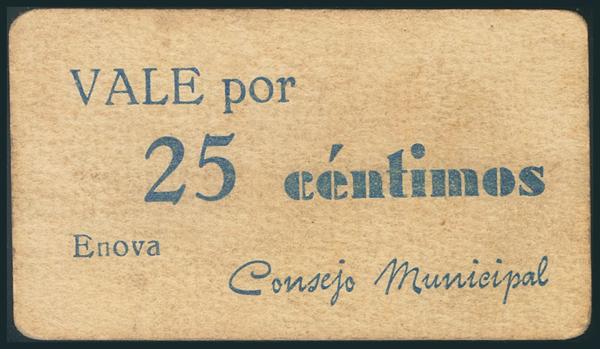 VALE por
25 céntimos
Enova
Consejo Municipal